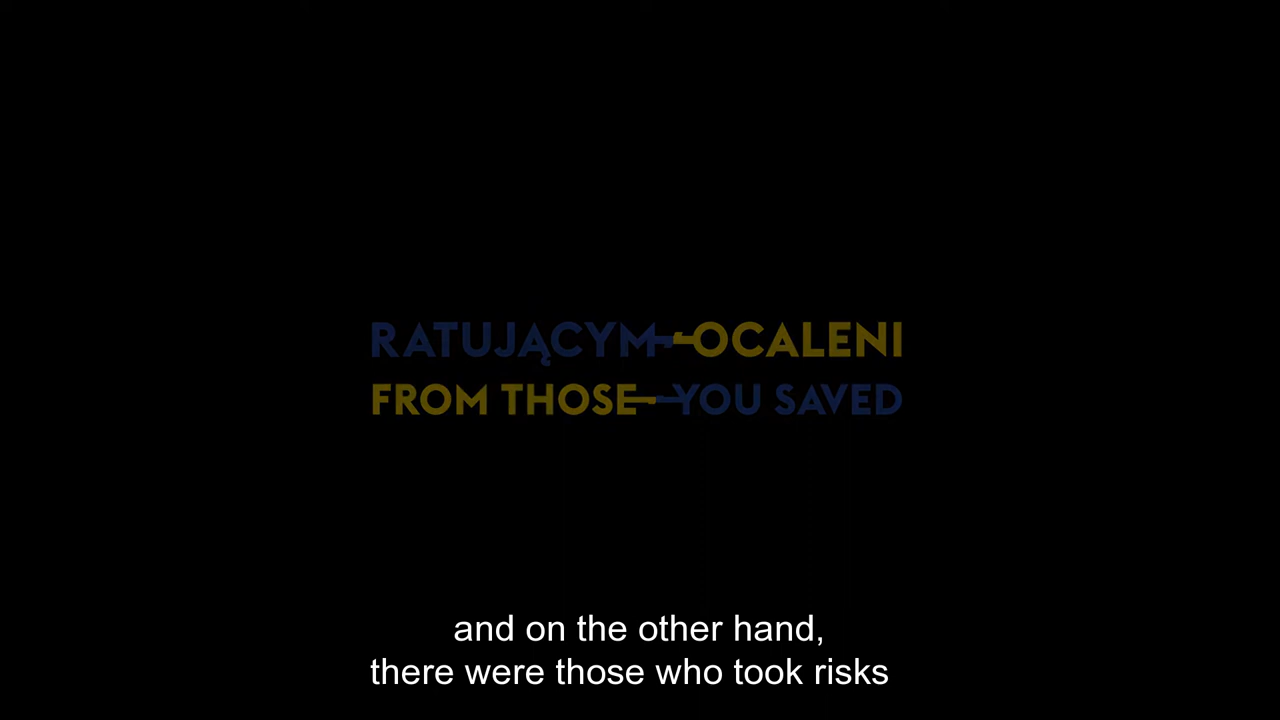 RATUJĄCYM-OCALENI
FROM THOSE-YOU SAVED
and on the other hand,
there were those who took risks